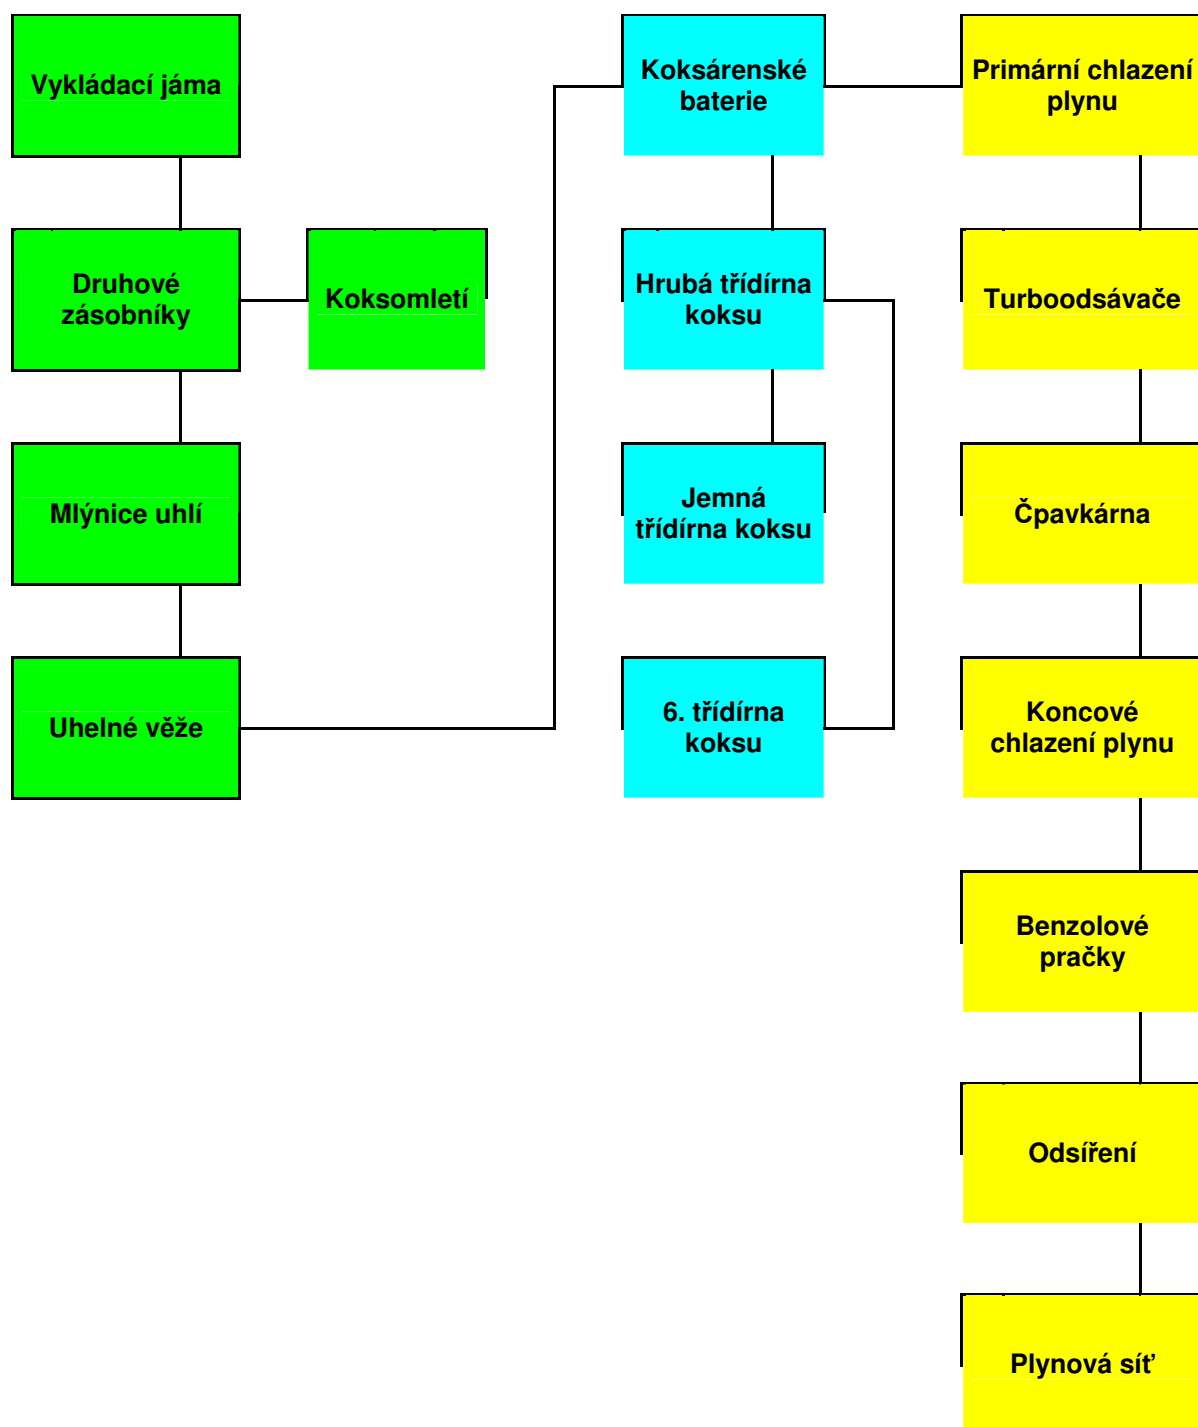 Vykládací jáma
Druhové
zásobníky
Koksomletí
Mlýnice uhlí
Uhelné věže
Koksárenské
baterie
Hrubá třídírna
koksu
Jemná
třídírna koksu
6. třídírna
koksu
Primární chlazení
plynu
Turboodsávače
Čpavkárna
Koncové
chlazení plynu
Benzolové
pračky
Odsíření
Plynová síť